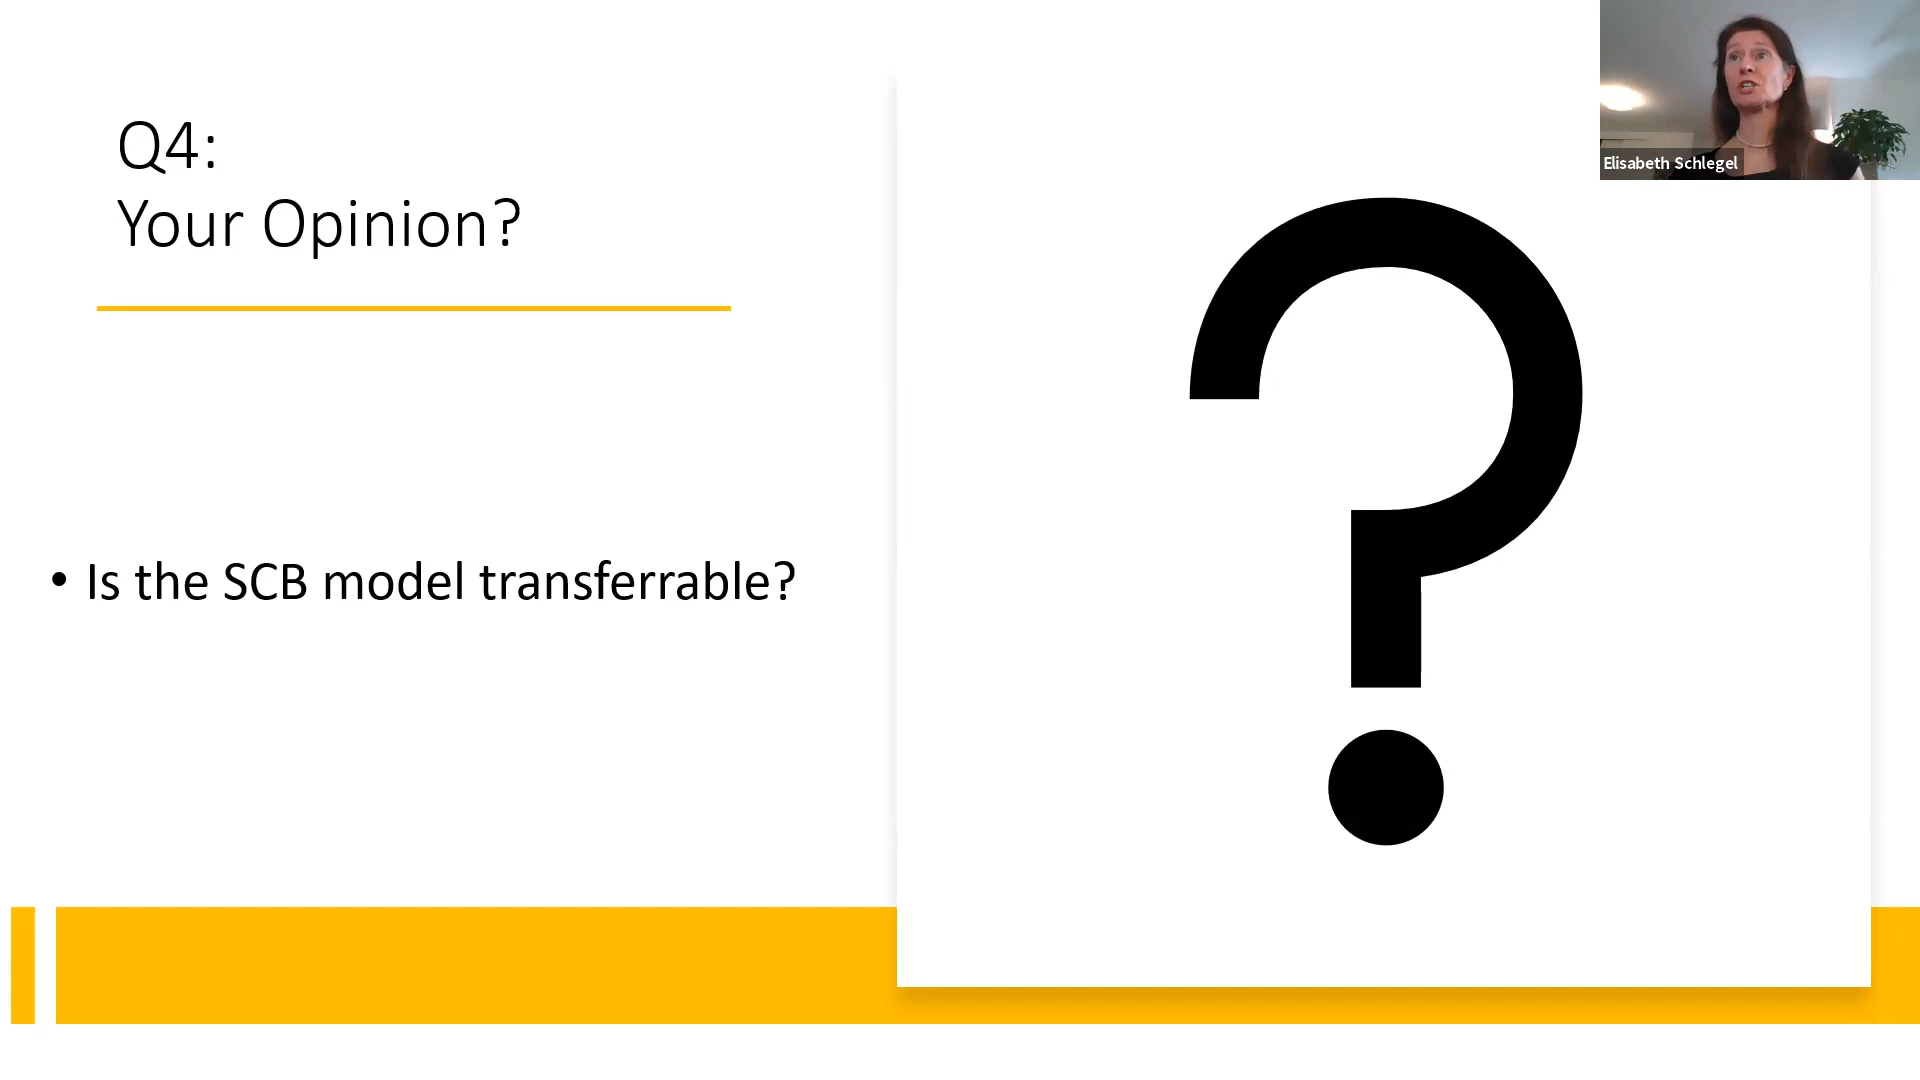 Q4:
Your Opinion?
• Is the SCB model transferrable?
Elisabeth Schlegel